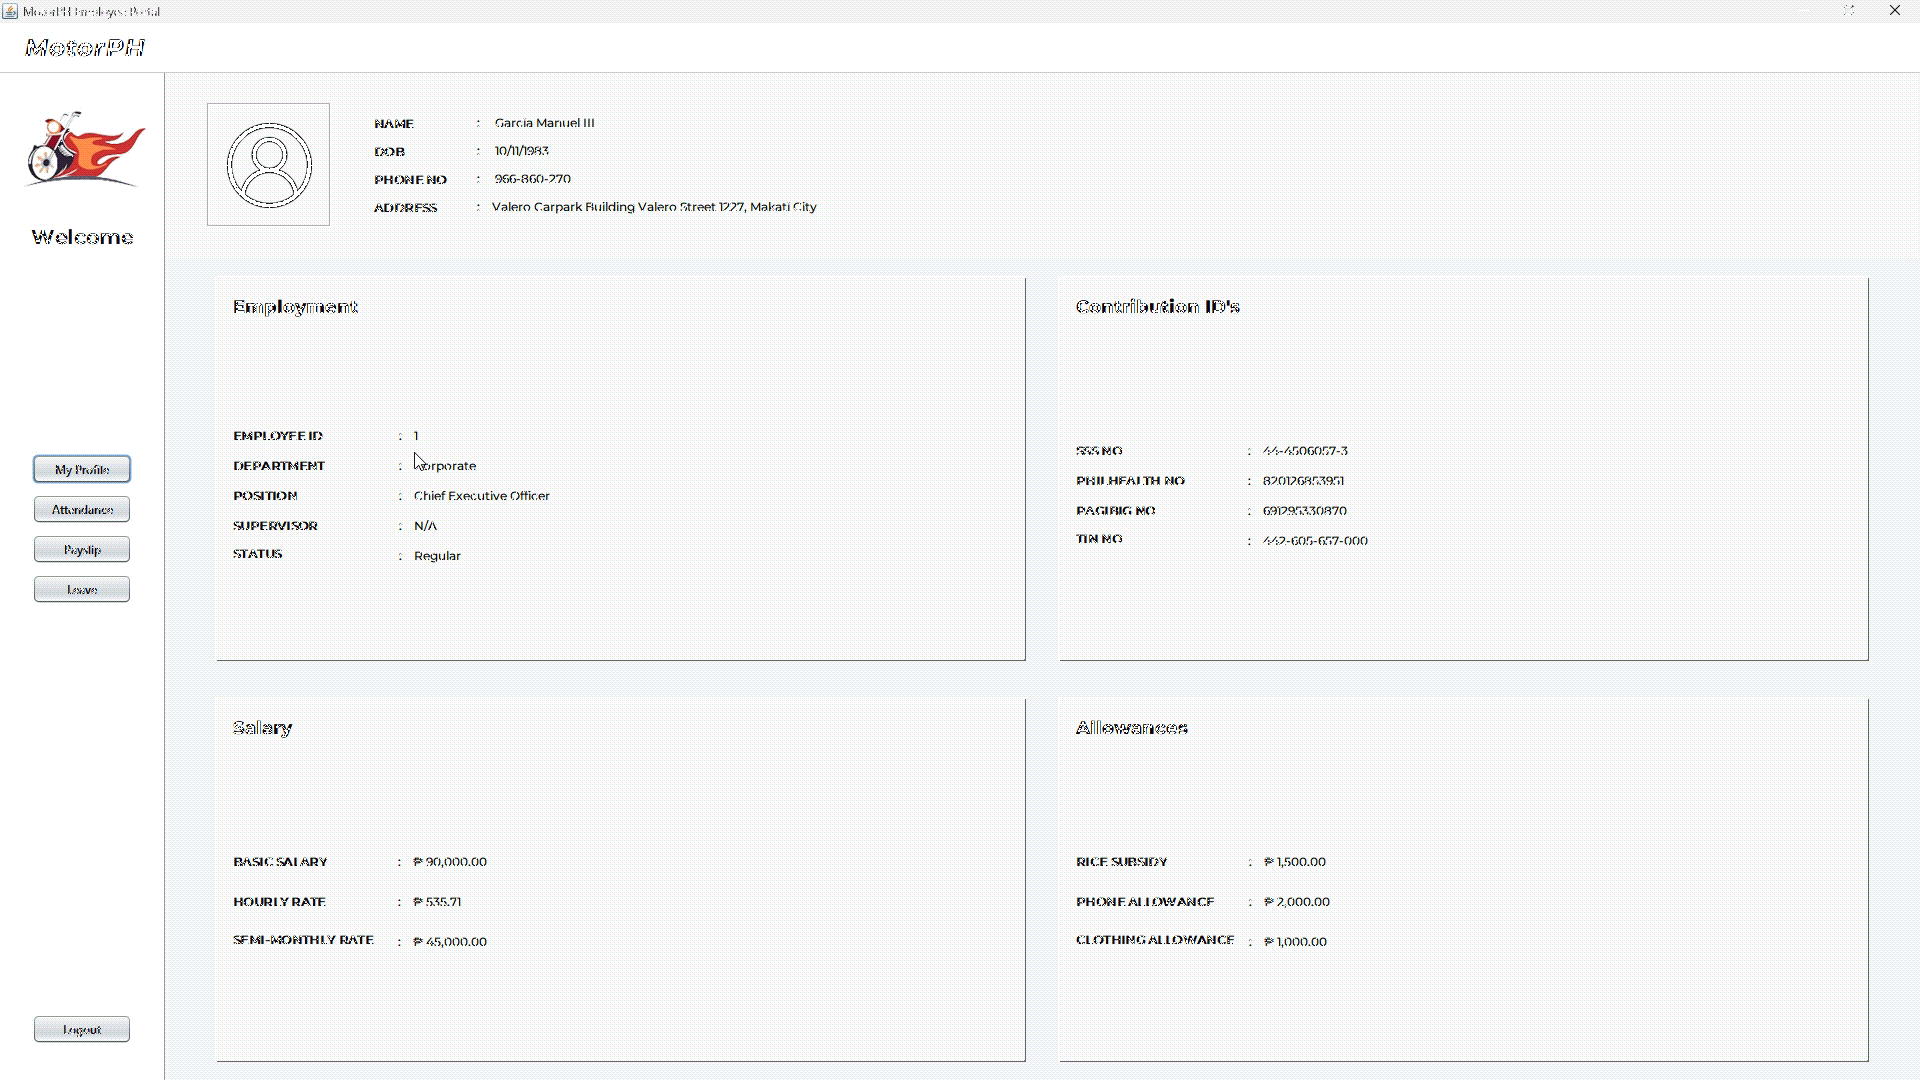 MotorPH Employee Portal
MotorPH
Welcome
My Profile
Attendance
Payslip
Leave
Logout
NAME : Garcia Manuel III
DOB : 10/11/1983
PHONE NO : 966-860-270
ADDRESS : Valero Carpark Building Valero Street 1227, Makati City
Employment
EMPLOYEE ID : 1
DEPARTMENT : Corporate
POSITION : Chief Executive Officer
SUPERVISOR : N/A
STATUS : Regular
Contribution ID's
SSS NO : 44-4506057-3
PHILHEALTH NO : 820126853951
PAGIBIG NO : 691295330870
TIN NO : 442-605-657-000
Salary
BASIC SALARY : ₱ 90,000.00
HOURLY RATE : ₱ 535.71
SEMI-MONTHLY RATE : ₱ 45,000.00
Allowances
RICE SUBSIDY : ₱ 1,500.00
PHONE ALLOWANCE : ₱ 2,000.00
CLOTHING ALLOWANCE : ₱ 1,000.00